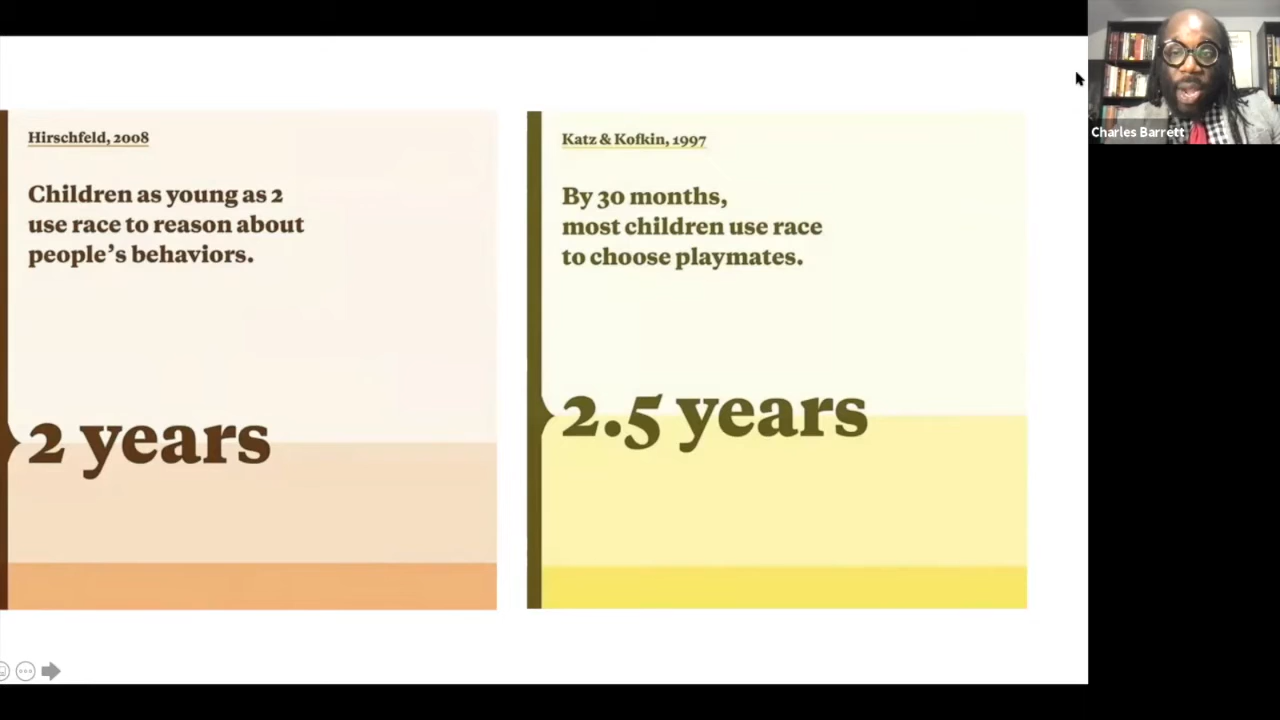 Hirschfeld, 2008
Children as young as 2
use race to reason about
people’s behaviors.
2 years
Katz & Kofkin, 1997
By 30 months,
most children use race
to choose playmates.
2.5 years
Charles Barrett